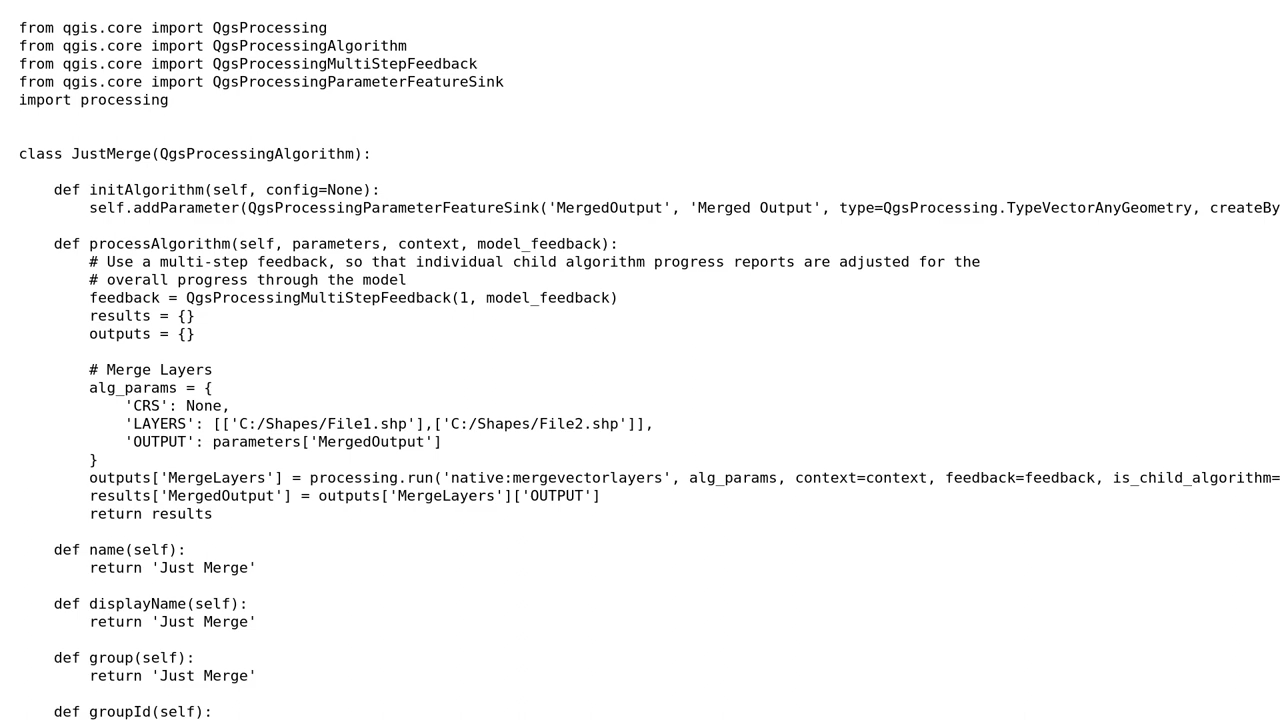 from qgis.core import QgsProcessing
from qgis.core import QgsProcessingAlgorithm
from qgis.core import QgsProcessingMultiStepFeedback
from qgis.core import QgsProcessingParameterFeatureSink
import processing


class JustMerge(QgsProcessingAlgorithm):

    def initAlgorithm(self, config=None):
        self.addParameter(QgsProcessingParameterFeatureSink('MergedOutput', 'Merged Output', type=QgsProcessing.TypeVectorAnyGeometry, createBy

    def processAlgorithm(self, parameters, context, model_feedback):
        # Use a multi-step feedback, so that individual child algorithm progress reports are adjusted for the
        # overall progress through the model
        feedback = QgsProcessingMultiStepFeedback(1, model_feedback)
        results = {}
        outputs = {}

        # Merge Layers
        alg_params = {
            'CRS': None,
            'LAYERS': [['C:/Shapes/File1.shp'],['C:/Shapes/File2.shp']],
            'OUTPUT': parameters['MergedOutput']
        }
        outputs['MergeLayers'] = processing.run('native:mergevectorlayers', alg_params, context=context, feedback=feedback, is_child_algorithm=
        results['MergedOutput'] = outputs['MergeLayers']['OUTPUT']
        return results

    def name(self):
        return 'Just Merge'

    def displayName(self):
        return 'Just Merge'

    def group(self):
        return 'Just Merge'

    def groupId(self):